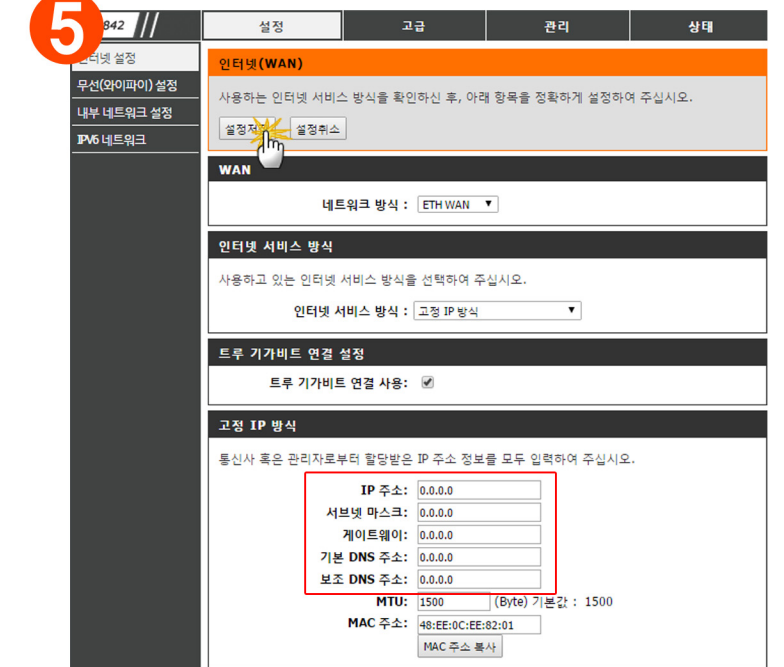 5
842
설정
고급
관리
상태
인터넷 설정
무선(와이파이) 설정
내부 네트워크 설정
IPV6 네트워크
인터넷(WAN)
사용하는 인터넷 서비스 방식을 확인하신 후, 아래 항목을 정확하게 설정하여 주십시오.
설정저장 설정취소
WAN
네트워크 방식 : ETH WAN
인터넷 서비스 방식
사용하고 있는 인터넷 서비스 방식을 선택하여 주십시오.
인터넷 서비스 방식 : 고정 IP 방식
트루 기가비트 연결 설정
트루 기가비트 연결 사용:
고정 IP 방식
통신사 혹은 관리자로부터 할당받은 IP 주소 정보를 모두 입력하여 주십시오.
IP 주소: 0.0.0.0
서브넷 마스크: 0.0.0.0
게이트웨이: 0.0.0.0
기본 DNS 주소: 0.0.0.0
보조 DNS 주소: 0.0.0.0
MTU: 1500 (Byte) 기본값 : 1500
MAC 주소: 48:EE:0C:EE:82:01
MAC 주소 복사